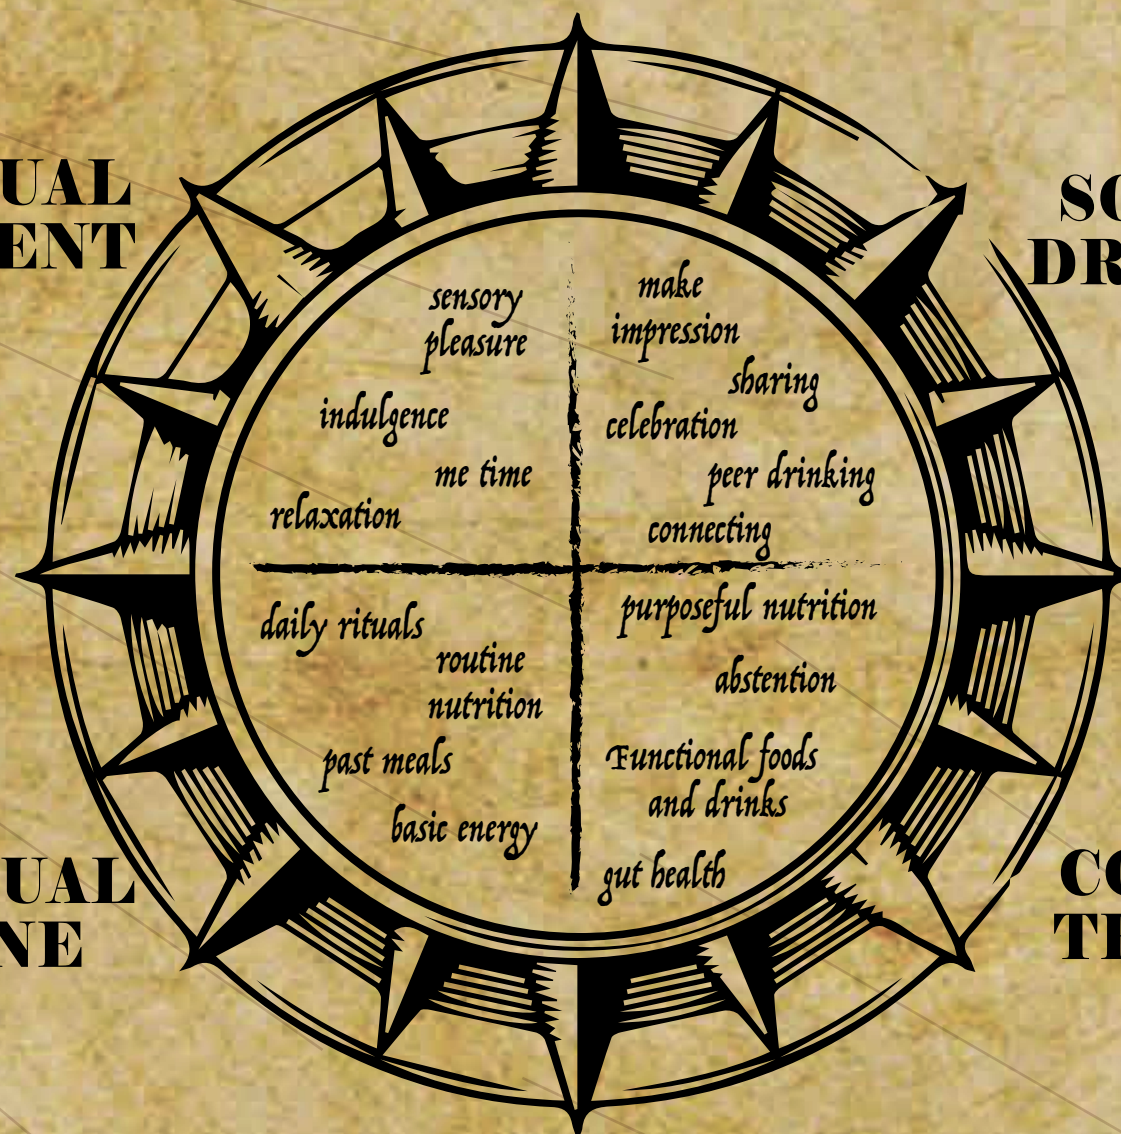 UAL
ENT
SO
DR
sensory
pleasure
indulgence
me time
relaxation
make
impression
sharing
celebration
peer drinking
connecting
daily rituals
routine
nutrition
past meals
basic energy
purposeful nutrition
abstention
Functional foods
and drinks
gut health
UAL
NE
CO
TE